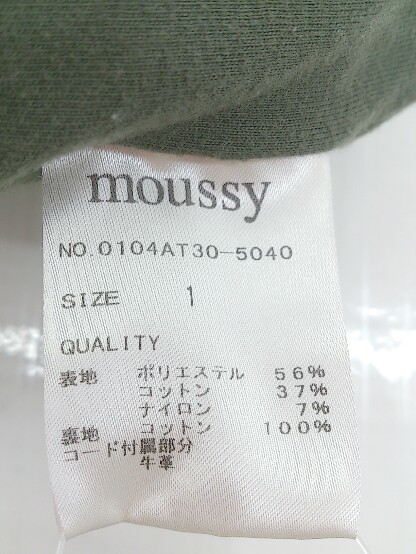 moussy
NO.0104AT30-5040
SIZE 1
QUALITY
表地 ポリエステル 56%
コットン 37%
ナイロン 7%
裏地 コットン 100%
コード付属部分
牛革